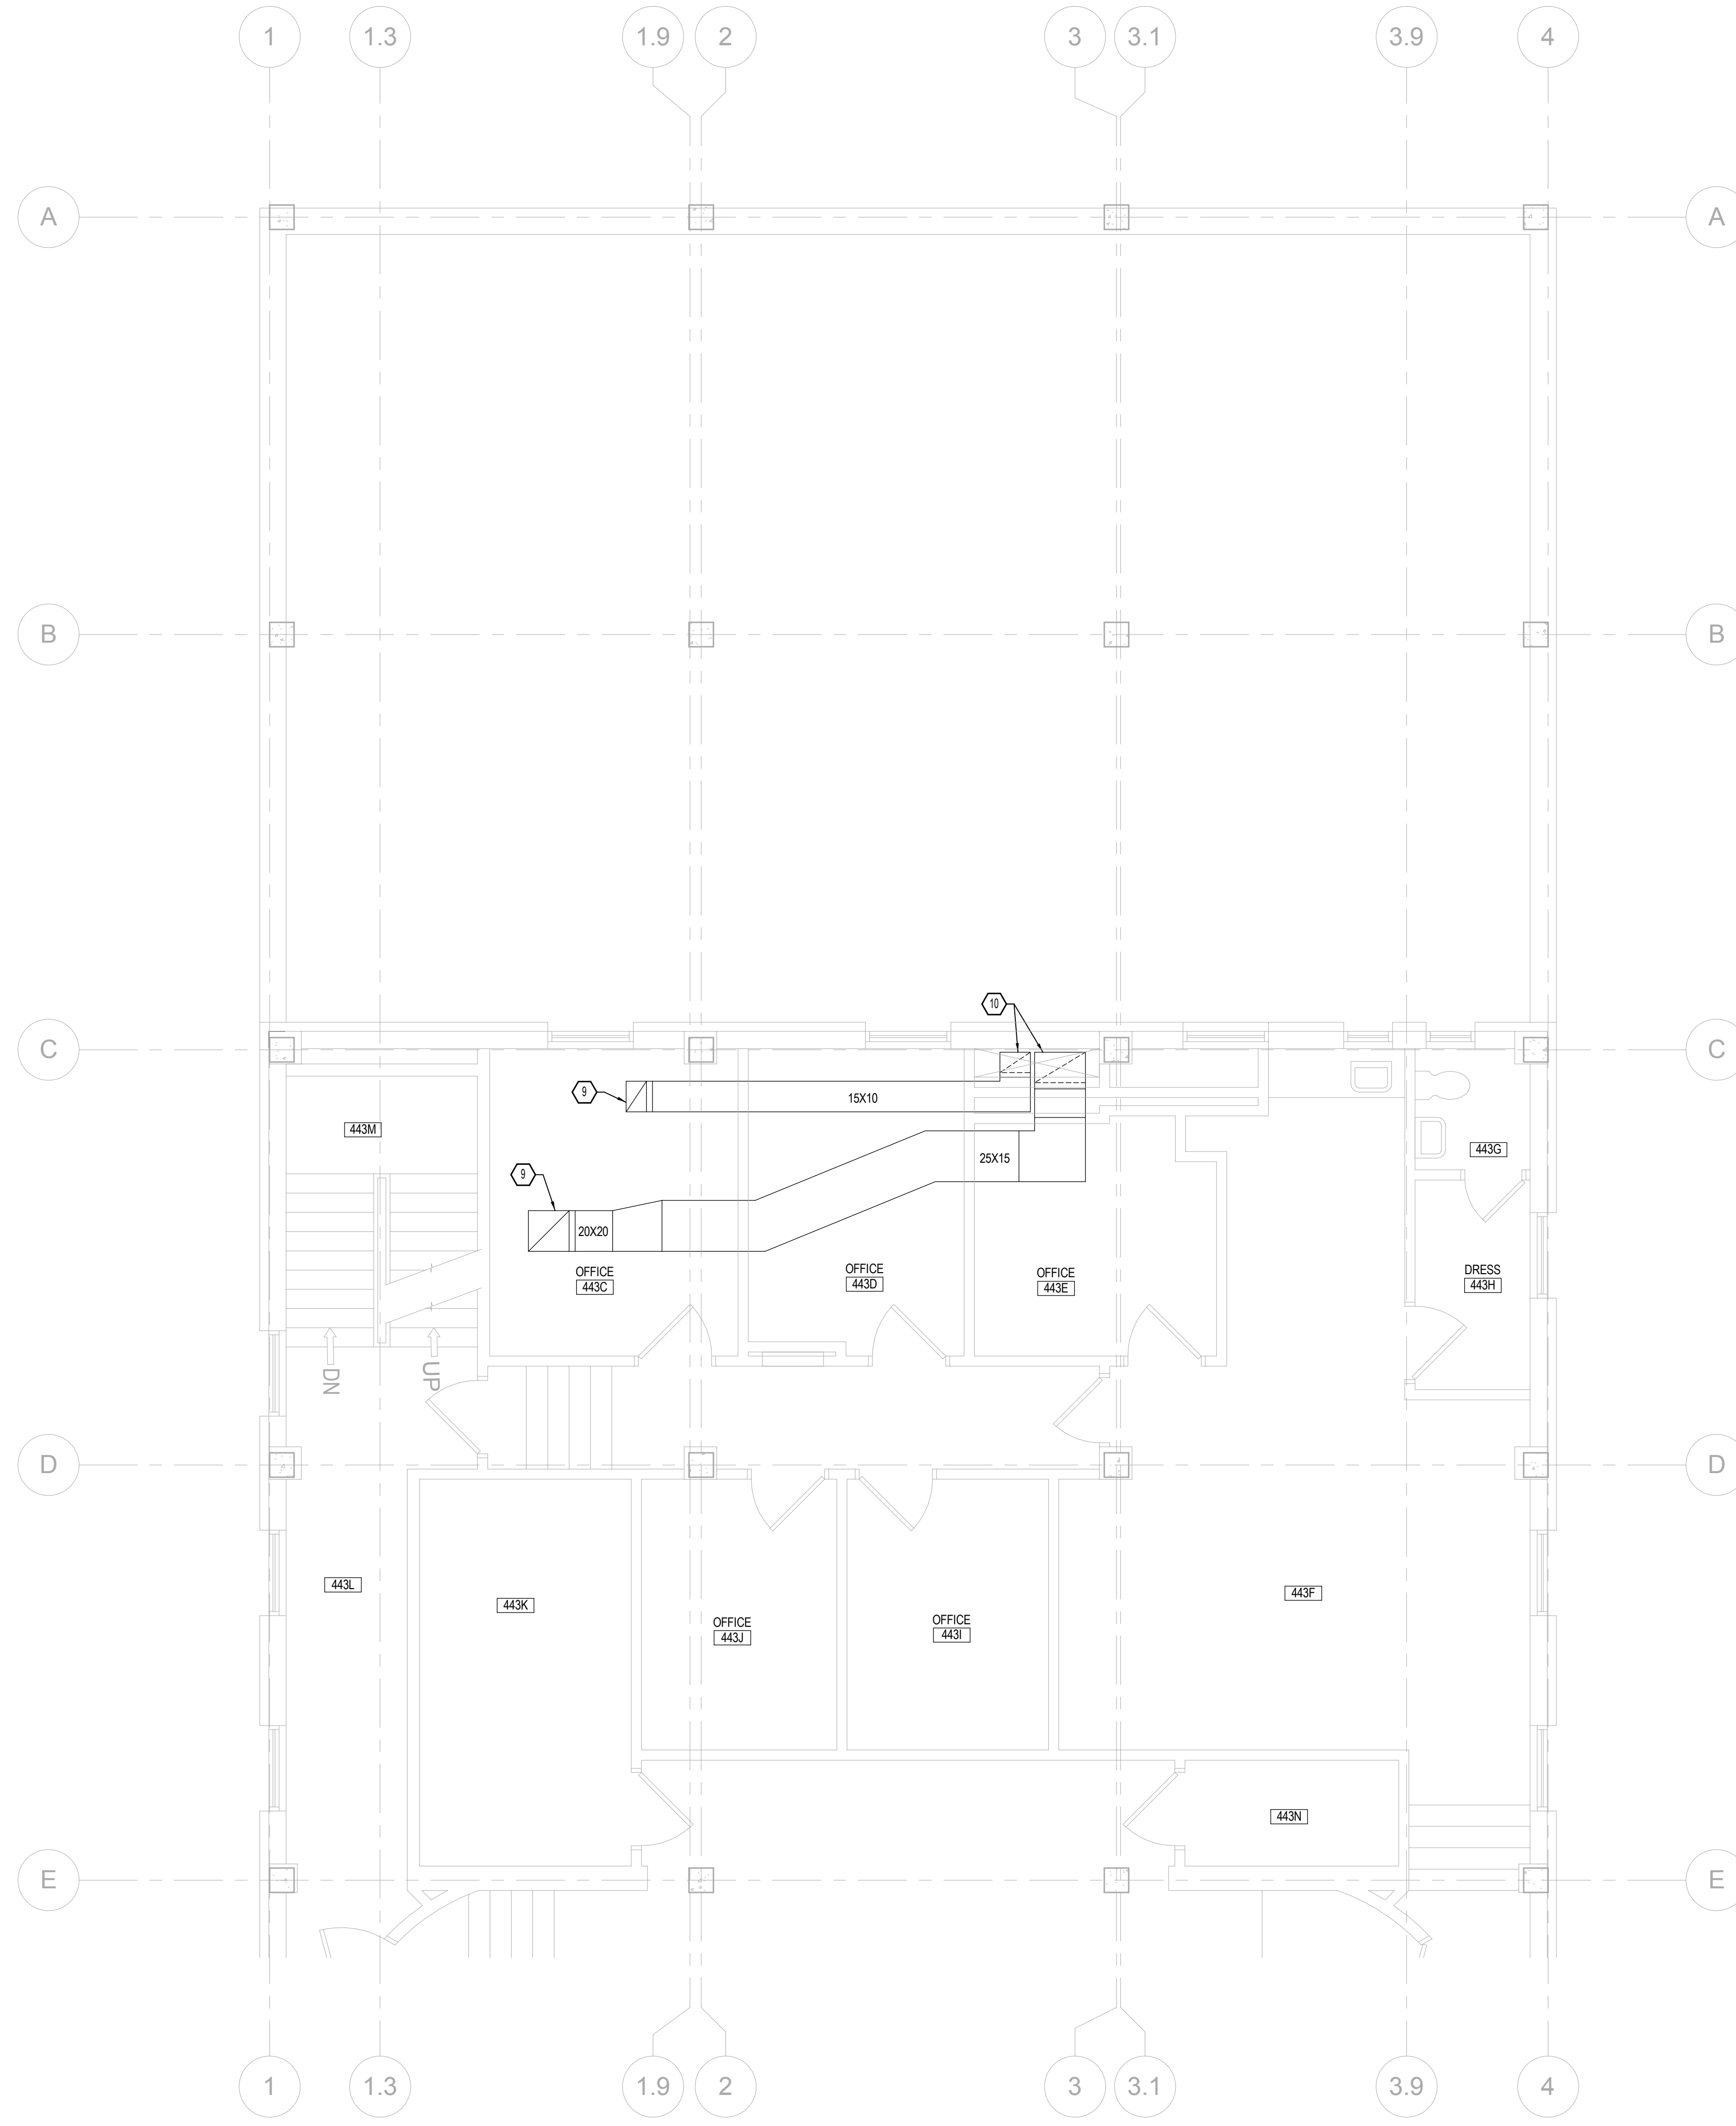 1 1.3 1.9 2 3 3.1 3.9 4
A A
B B
10
C C
9
15X10
443M
443G
25X15
9
20X20
OFFICE
443C
OFFICE
443D
OFFICE
443E
DRESS
443H
DN
UP
D D
443L
443K
443F
OFFICE
443J
OFFICE
443I
443N
E E
1 1.3 1.9 2 3 3.1 3.9 4